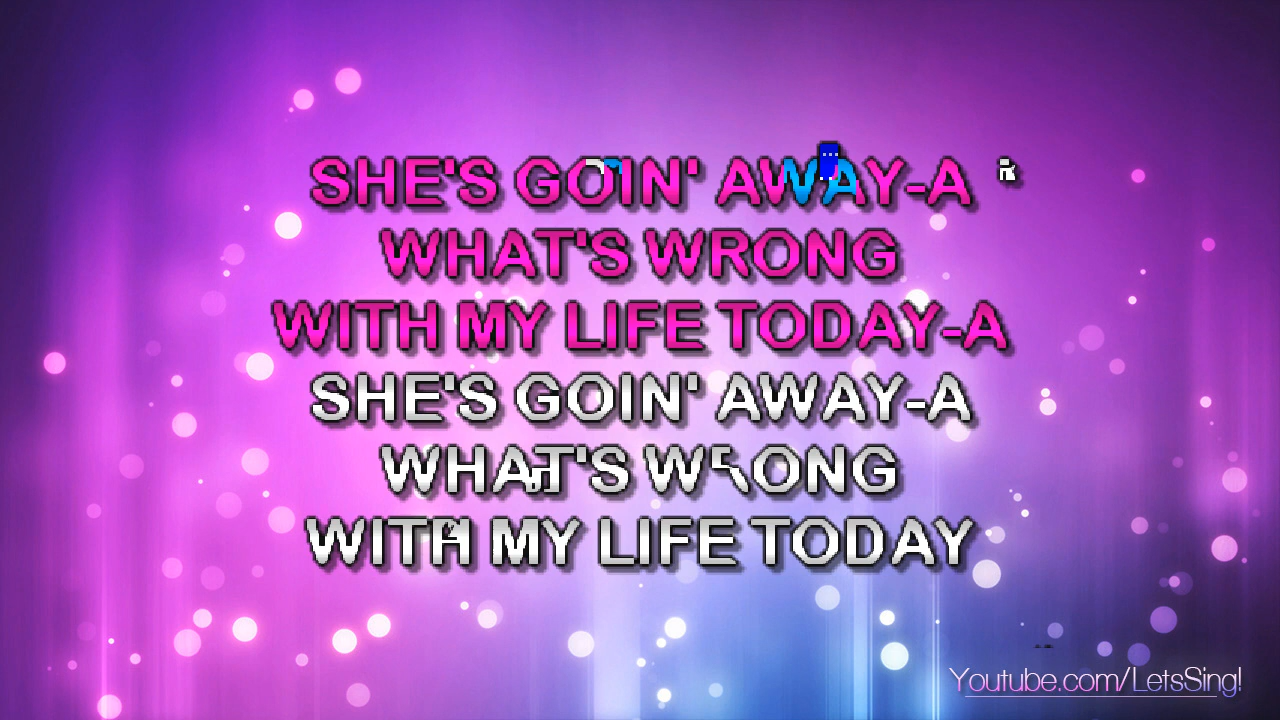 SHE'S GOIN' AWAY-A
WHAT'S WRONG
WITH MY LIFE TODAY-A
SHE'S GOIN' AWAY-A
WHAT'S WRONG
WITH MY LIFE TODAY
Youtube.com/LetsSing!